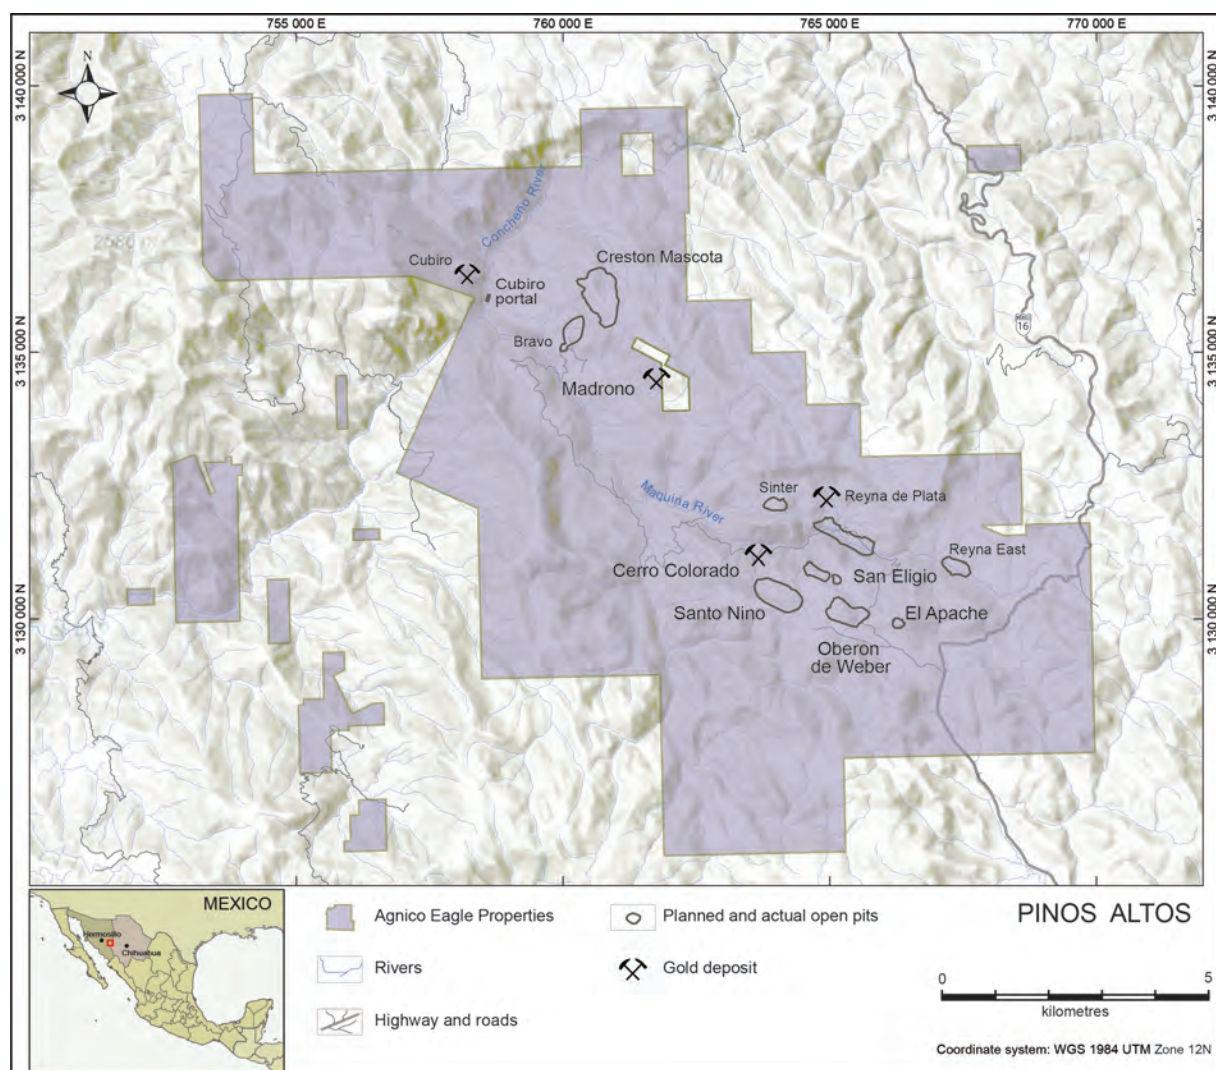 755 000 E
760 000 E
765 000 E
770 000 E
3 140 000 N
3 140 000 N
N
Concheño River
Cubiro
Creston Mascota
Cubiro
portal
16
3 135 000 N
3 135 000 N
Bravo
Madrono
Sinter
Reyna de Plata
Maquina River
Reyna East
Cerro Colorado
San Eligio
Santo Nino
El Apache
3 130 000 N
3 130 000 N
Oberon
de Weber
MEXICO
Hermosillo
Chihuahua
Agnico Eagle Properties
Rivers
Highway and roads
Planned and actual open pits
Gold deposit
PINOS ALTOS
0
5
kilometres
Coordinate system: WGS 1984 UTM Zone 12N